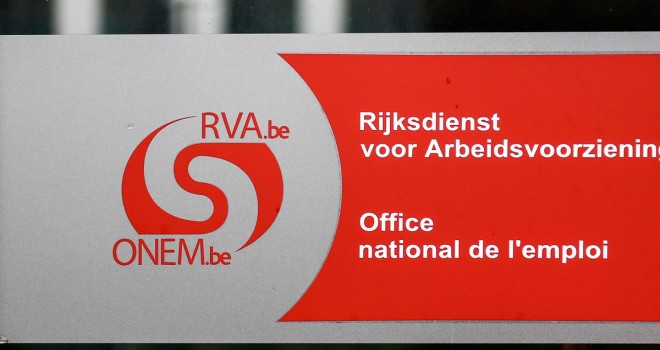 RVA.be
ONEM.be
Rijksdienst
voor Arbeidsvoorziening
Office
national de l'emploi